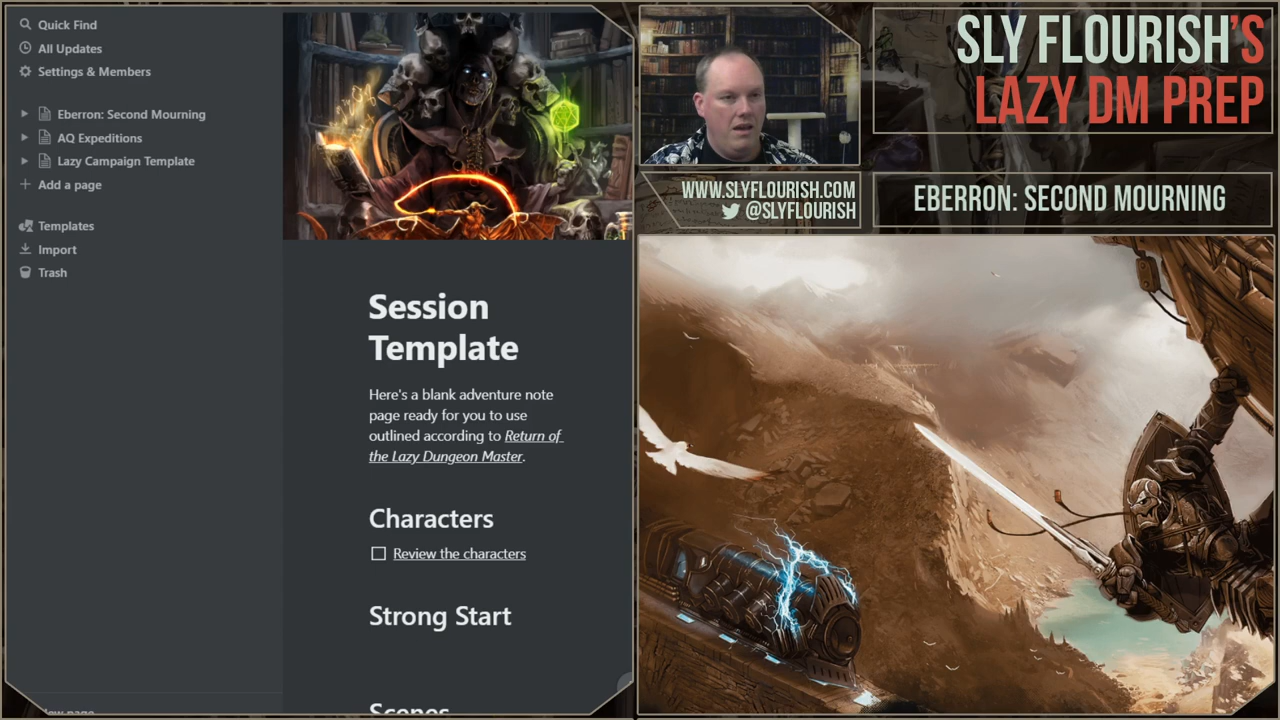 Quick Find
All Updates
Settings & Members
Eberron: Second Mourning
AQ Expeditions
Lazy Campaign Template
Add a page
Templates
Import
Trash
Session
Template
Here's a blank adventure note
page ready for you to use
outlined according to Return of
the Lazy Dungeon Master.
Characters
Review the characters
Strong Start
Scenes
SLY FLOURISH'S
LAZY DM PREP
WWW.SLYFLOURISH.COM
@SLYFLOURISH
EBERRON: SECOND MOURNING